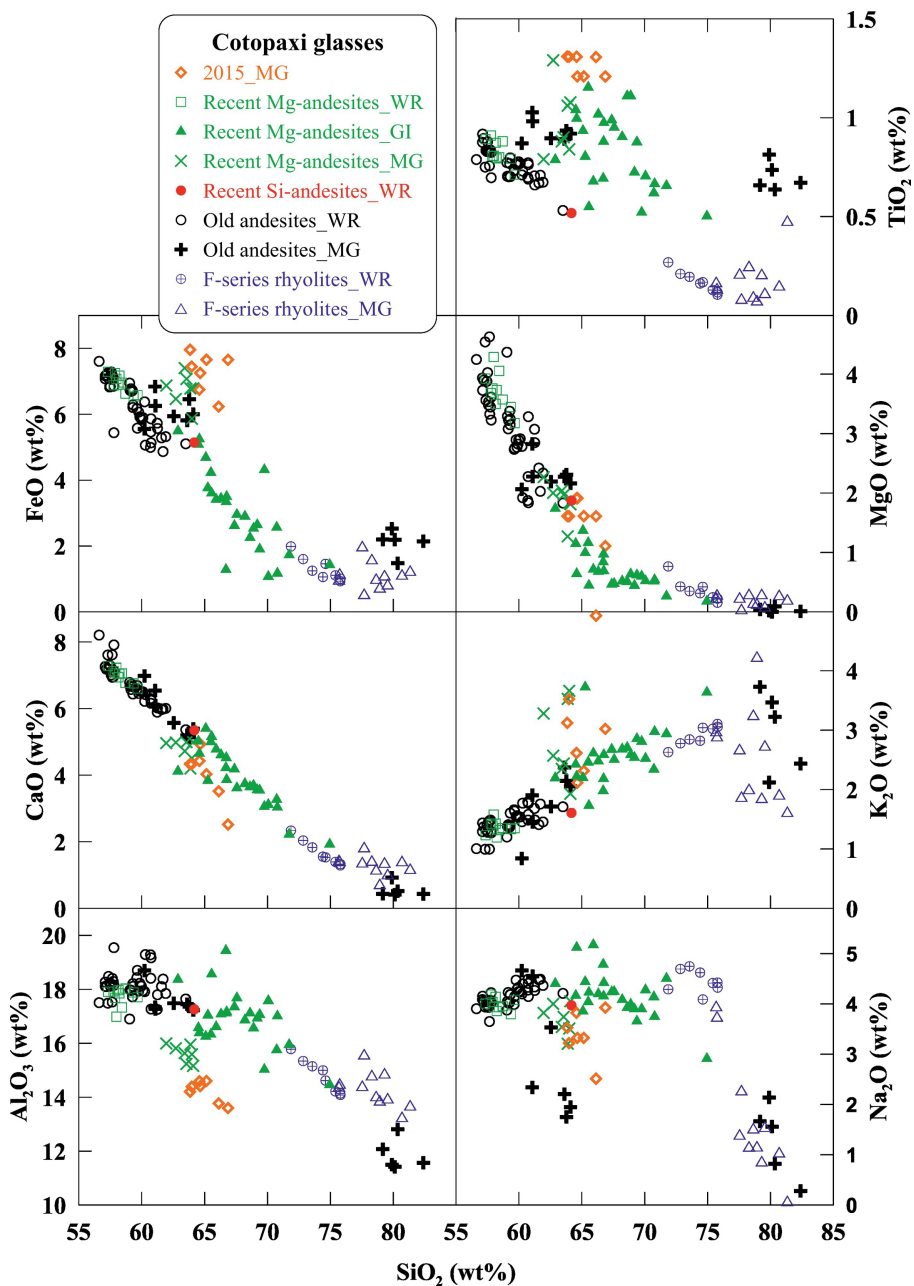 Cotopaxi glasses
2015_MG
Recent Mg-andesites_WR
Recent Mg-andesites_GI
Recent Mg-andesites_MG
Recent Si-andesites_WR
Old andesites_WR
Old andesites_MG
F-series rhyolites_WR
F-series rhyolites_MG
1.5
1
0.5
0
TiO2 (wt%)
8
6
4
2
0
FeO (wt%)
4
3
2
1
0
MgO (wt%)
8
6
4
2
0
CaO (wt%)
4
3
2
1
0
K2O (wt%)
20
18
16
14
12
10
Al2O3 (wt%)
5
4
3
2
1
0
Na2O (wt%)
55 60 65 70 75 80 55 60 65 70 75 80 85
SiO2 (wt%)